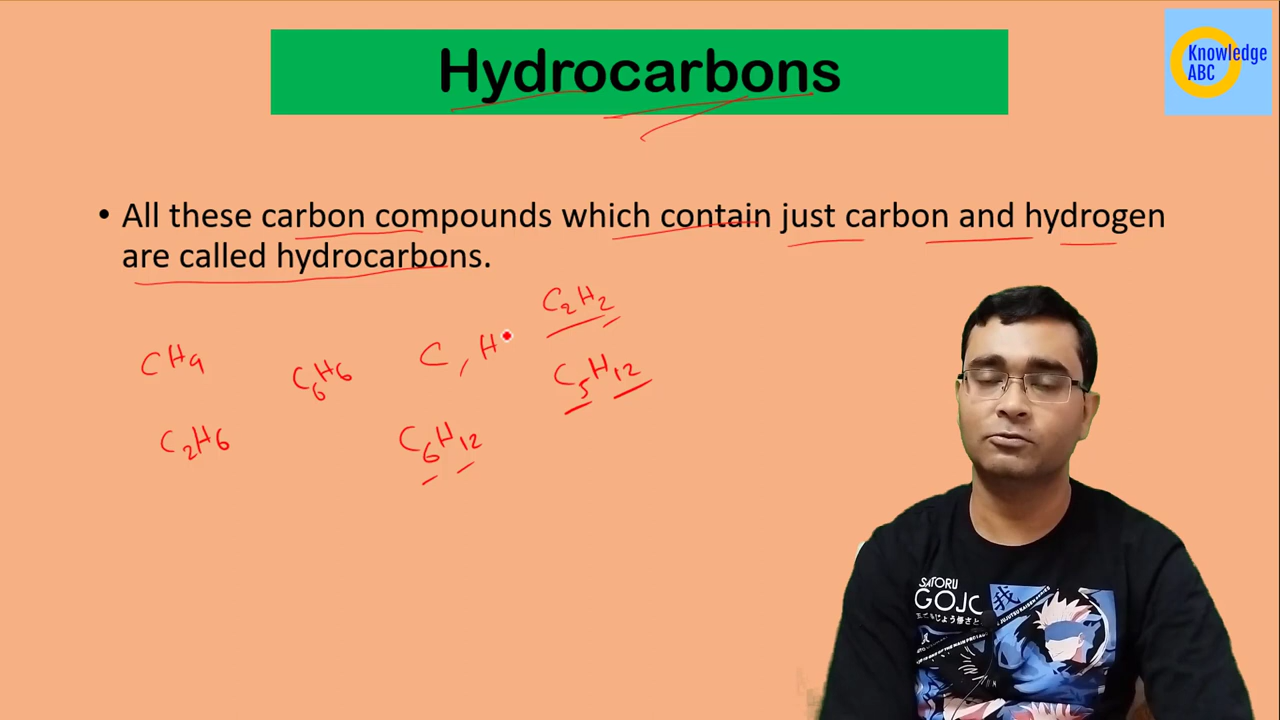 Hydrocarbons
Knowledge
ABC
• All these carbon compounds which contain just carbon and hydrogen
are called hydrocarbons.
C₂H₂
CH₄
C₆H₆
C, H
C₅H₁₂
C₂H₆
C₆H₁₂
SATORU
GOJO
我